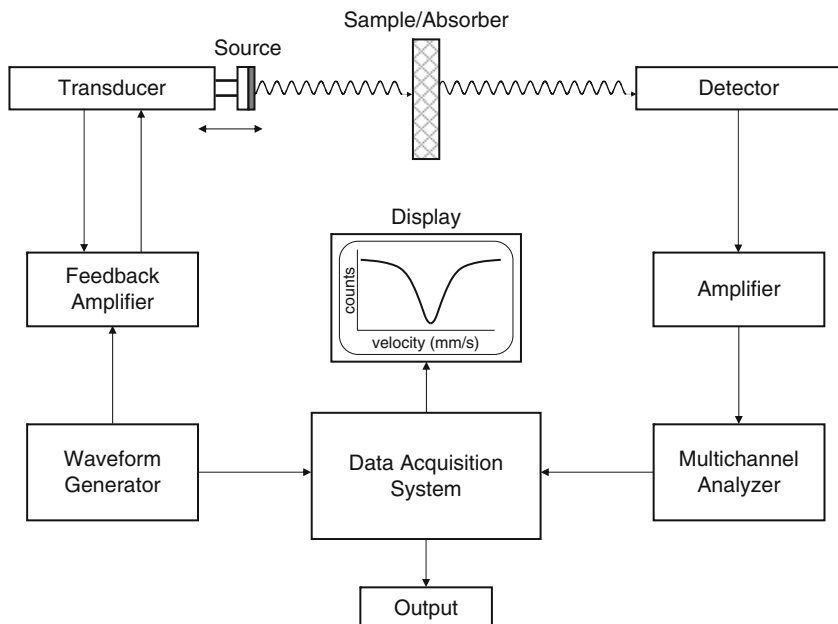 Sample/Absorber
Source
Transducer
Detector
Display
Feedback
Amplifier
counts
velocity (mm/s)
Amplifier
Waveform
Generator
Data Acquisition
System
Multichannel
Analyzer
Output